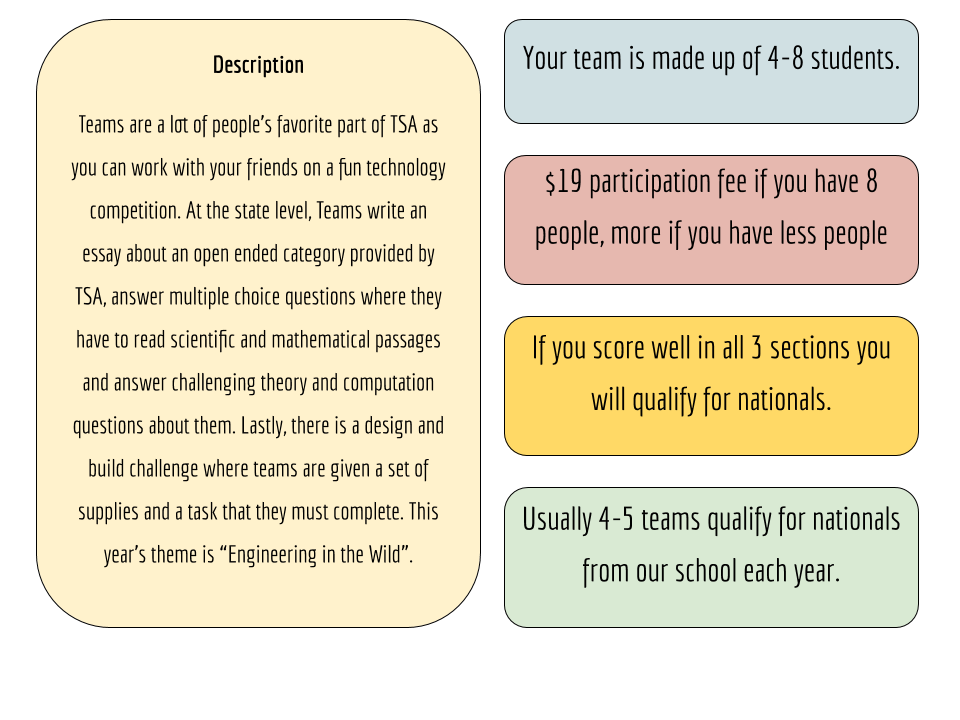 Description
Teams are a lot of people's favorite part of TSA as
you can work with your friends on a fun technology
competition. At the state level, Teams write an
essay about an open ended category provided by
TSA, answer multiple choice questions where they
have to read scientific and mathematical passages
and answer challenging theory and computation
questions about them. Lastly, there is a design and
build challenge where teams are given a set of
supplies and a task that they must complete. This
year's theme is “Engineering in the Wild”.
Your team is made up of 4-8 students.
$19 participation fee if you have 8
people, more if you have less people
If you score well in all 3 sections you
will qualify for nationals.
Usually 4-5 teams qualify for nationals
from our school each year.